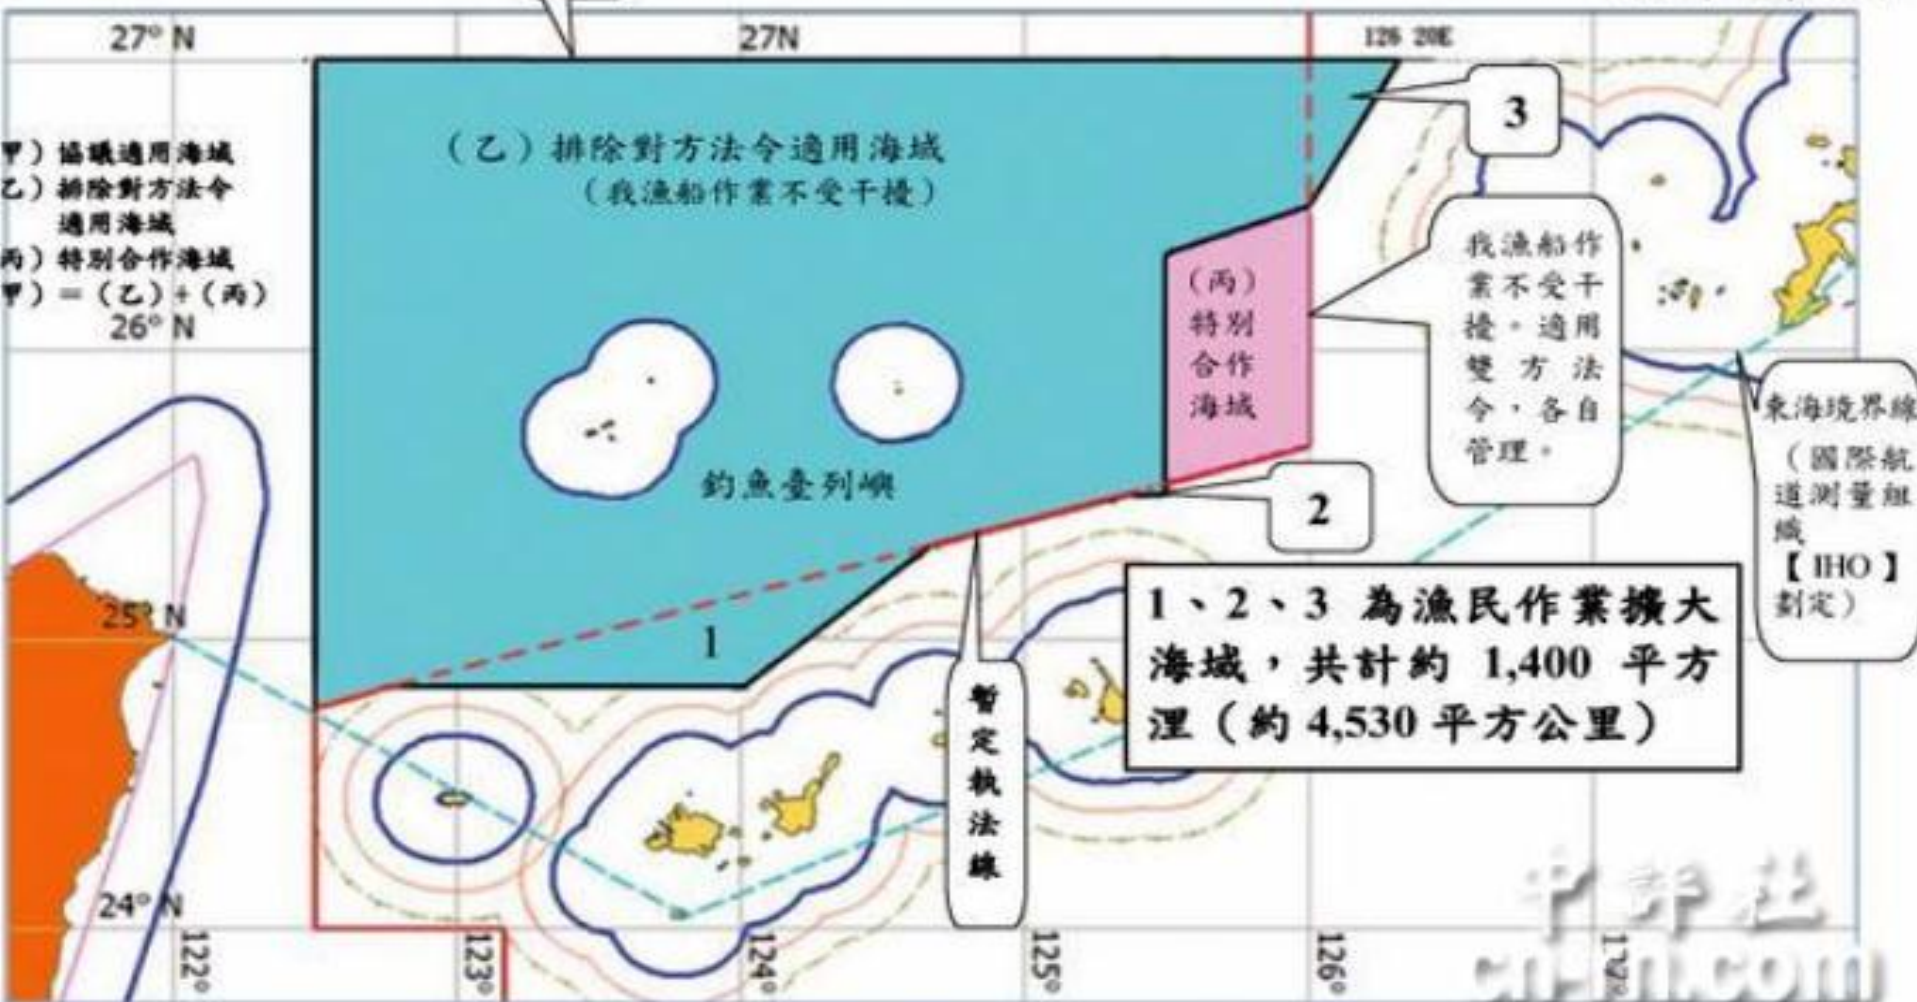 27° N
27N
126 20E
甲）協議適用海域
乙）排除對方法令
適用海域
丙）特別合作海域
甲）＝（乙）+（丙）
26° N
（乙）排除對方法令適用海域
（我漁船作業不受干擾）
3
（丙）
特別
合作
海域
我漁船作
業不受干
擾。適用
雙方法
令，各自
管理。
東海境界線
（國際航
道測量組
織
【IHO】
劃定）
釣魚臺列嶼
2
25° N
1
1、2、3 為漁民作業擴大
海域，共計約 1,400 平方
浬（約 4,530 平方公里）
暫定執法線
24° N
122°
123°
124°
125°
126°
中評社
cn-rn.com